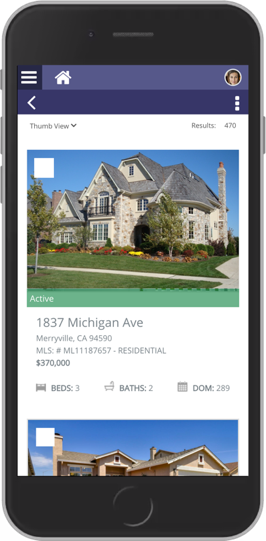 Thumb View
Results: 470
Active
1837 Michigan Ave
Merryville, CA 94590
MLS: # ML11187657 - RESIDENTIAL
$370,000
BEDS: 3 BATHS: 2 DOM: 289